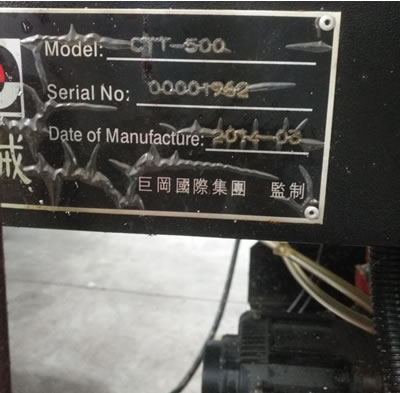 Model: CTT-500
Serial No: 00001962
Date of Manufacture: 2014-03
械
巨岡國際集團 監制